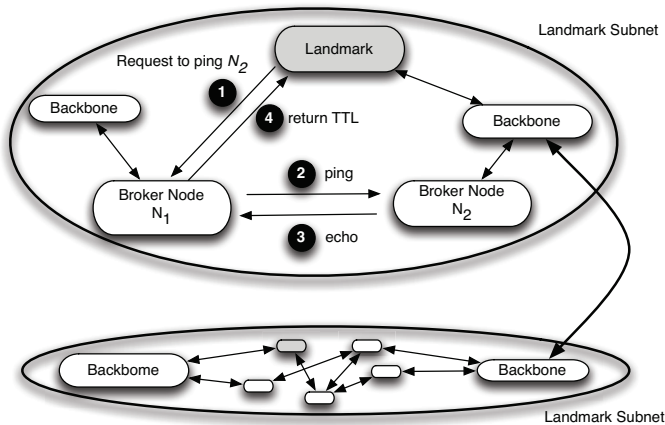 Landmark Subnet
Landmark
Request to ping N2
1
Backbone
4 return TTL
Backbone
Broker Node
N1
2 ping
Broker Node
N2
3 echo
Backbome
Backbone
Landmark Subnet